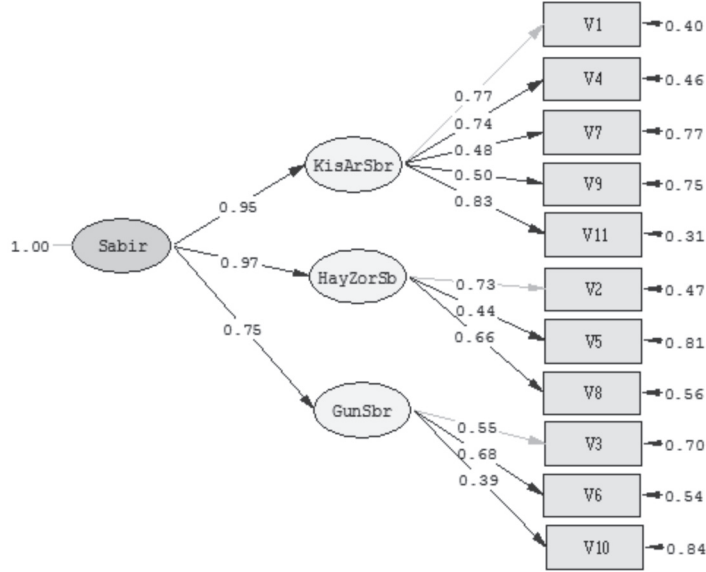 V1
0.40
V4
0.46
0.77
0.74
V7
0.77
0.48
KisArSbr
0.50
V9
0.75
0.83
0.95
V11
0.31
1.00
Sabir
0.97
HayZorSb
0.73
V2
0.47
0.44
0.66
V5
0.81
0.75
V8
0.56
GunSbr
0.55
V3
0.70
0.68
0.39
V6
0.54
V10
0.84